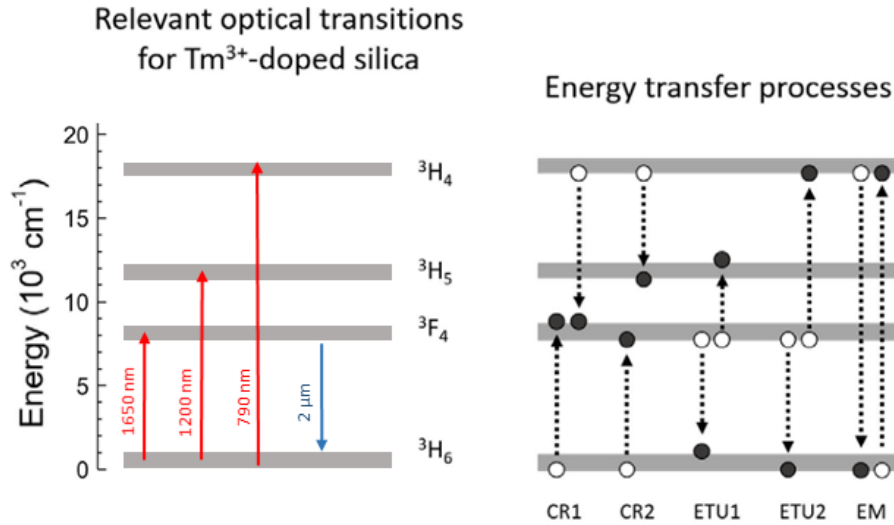 Relevant optical transitions
for Tm³⁺-doped silica
Energy (10³ cm⁻¹)
20
15
10
5
0
1650 nm
1200 nm
790 nm
2 µm
³H₄
³H₅
³F₄
³H₆
Energy transfer processes
CR1 CR2 ETU1 ETU2 EM